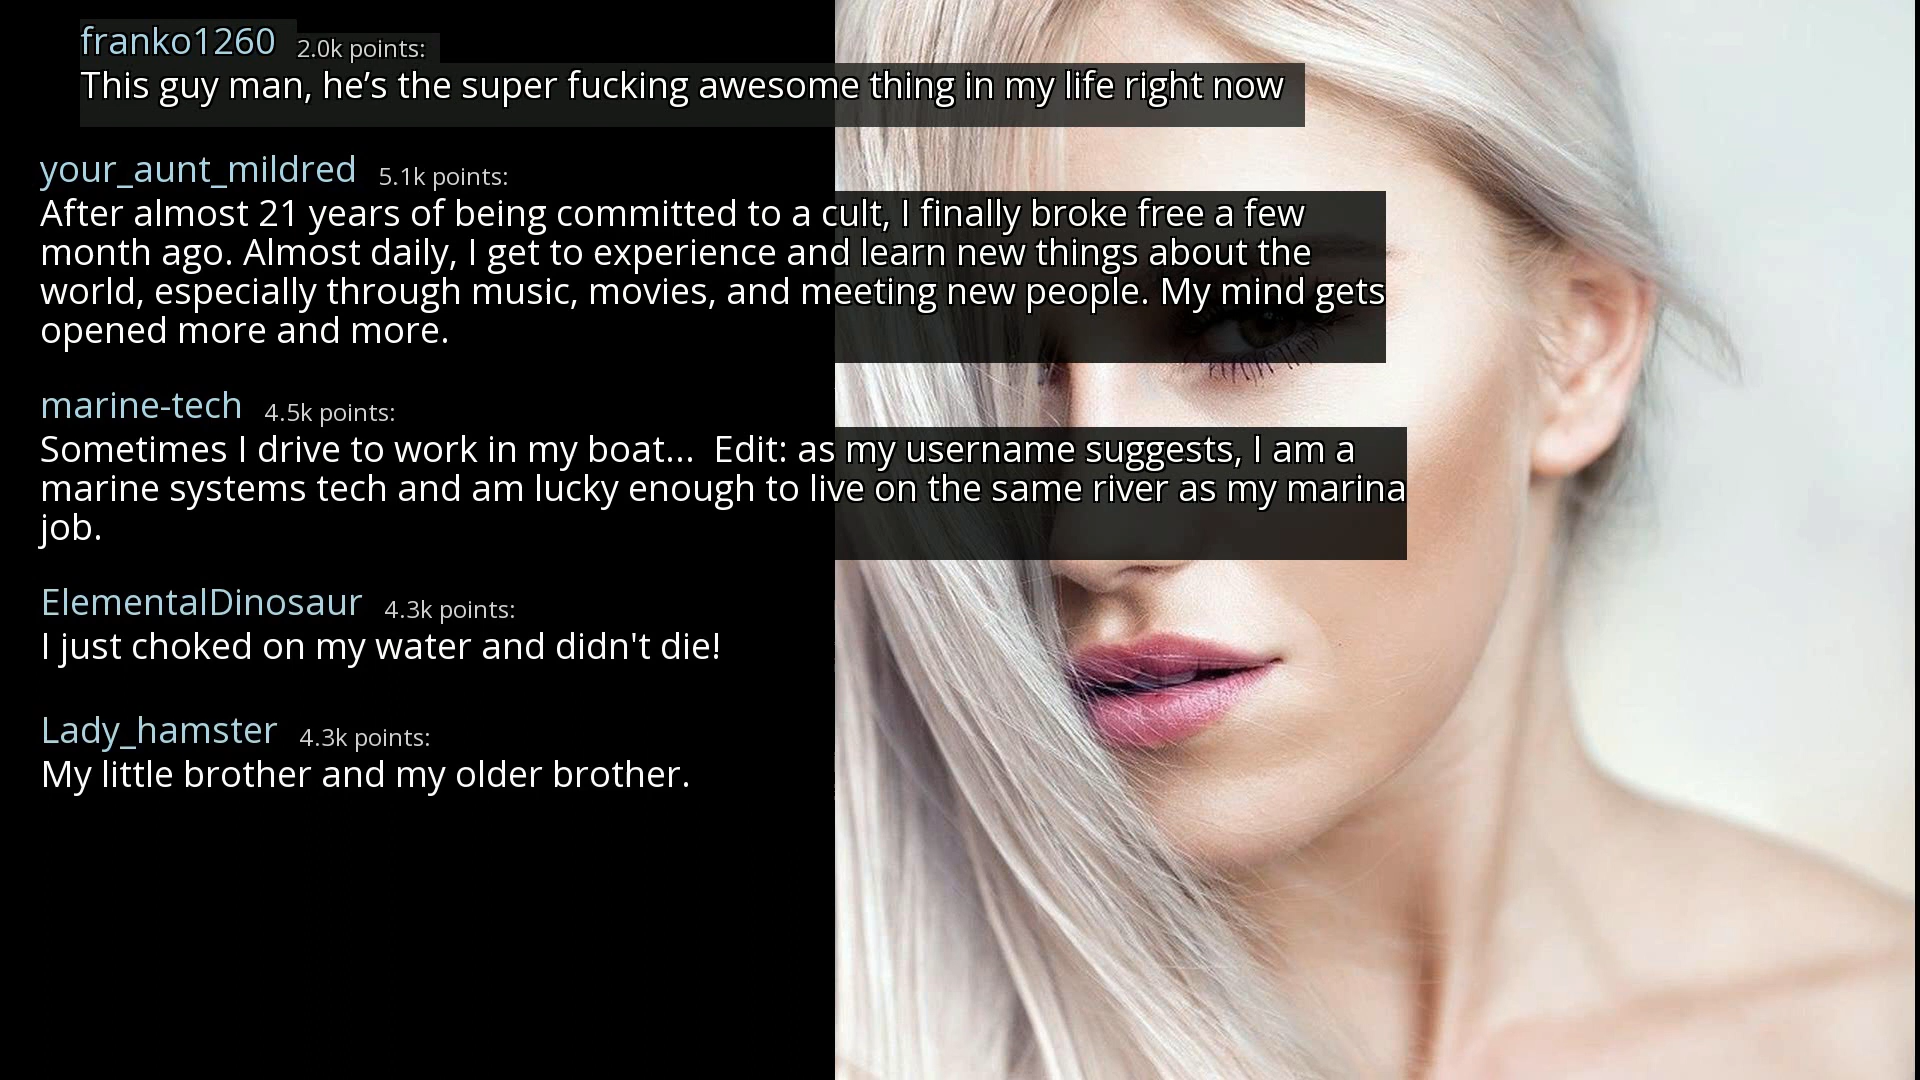 franko1260 2.0k points:
This guy man, he’s the super fucking awesome thing in my life right now
your_aunt_mildred 5.1k points:
After almost 21 years of being committed to a cult, I finally broke free a few
month ago. Almost daily, I get to experience and learn new things about the
world, especially through music, movies, and meeting new people. My mind gets
opened more and more.
marine-tech 4.5k points:
Sometimes I drive to work in my boat...  Edit: as my username suggests, I am a
marine systems tech and am lucky enough to live on the same river as my marina
job.
ElementalDinosaur 4.3k points:
I just choked on my water and didn't die!
Lady_hamster 4.3k points:
My little brother and my older brother.